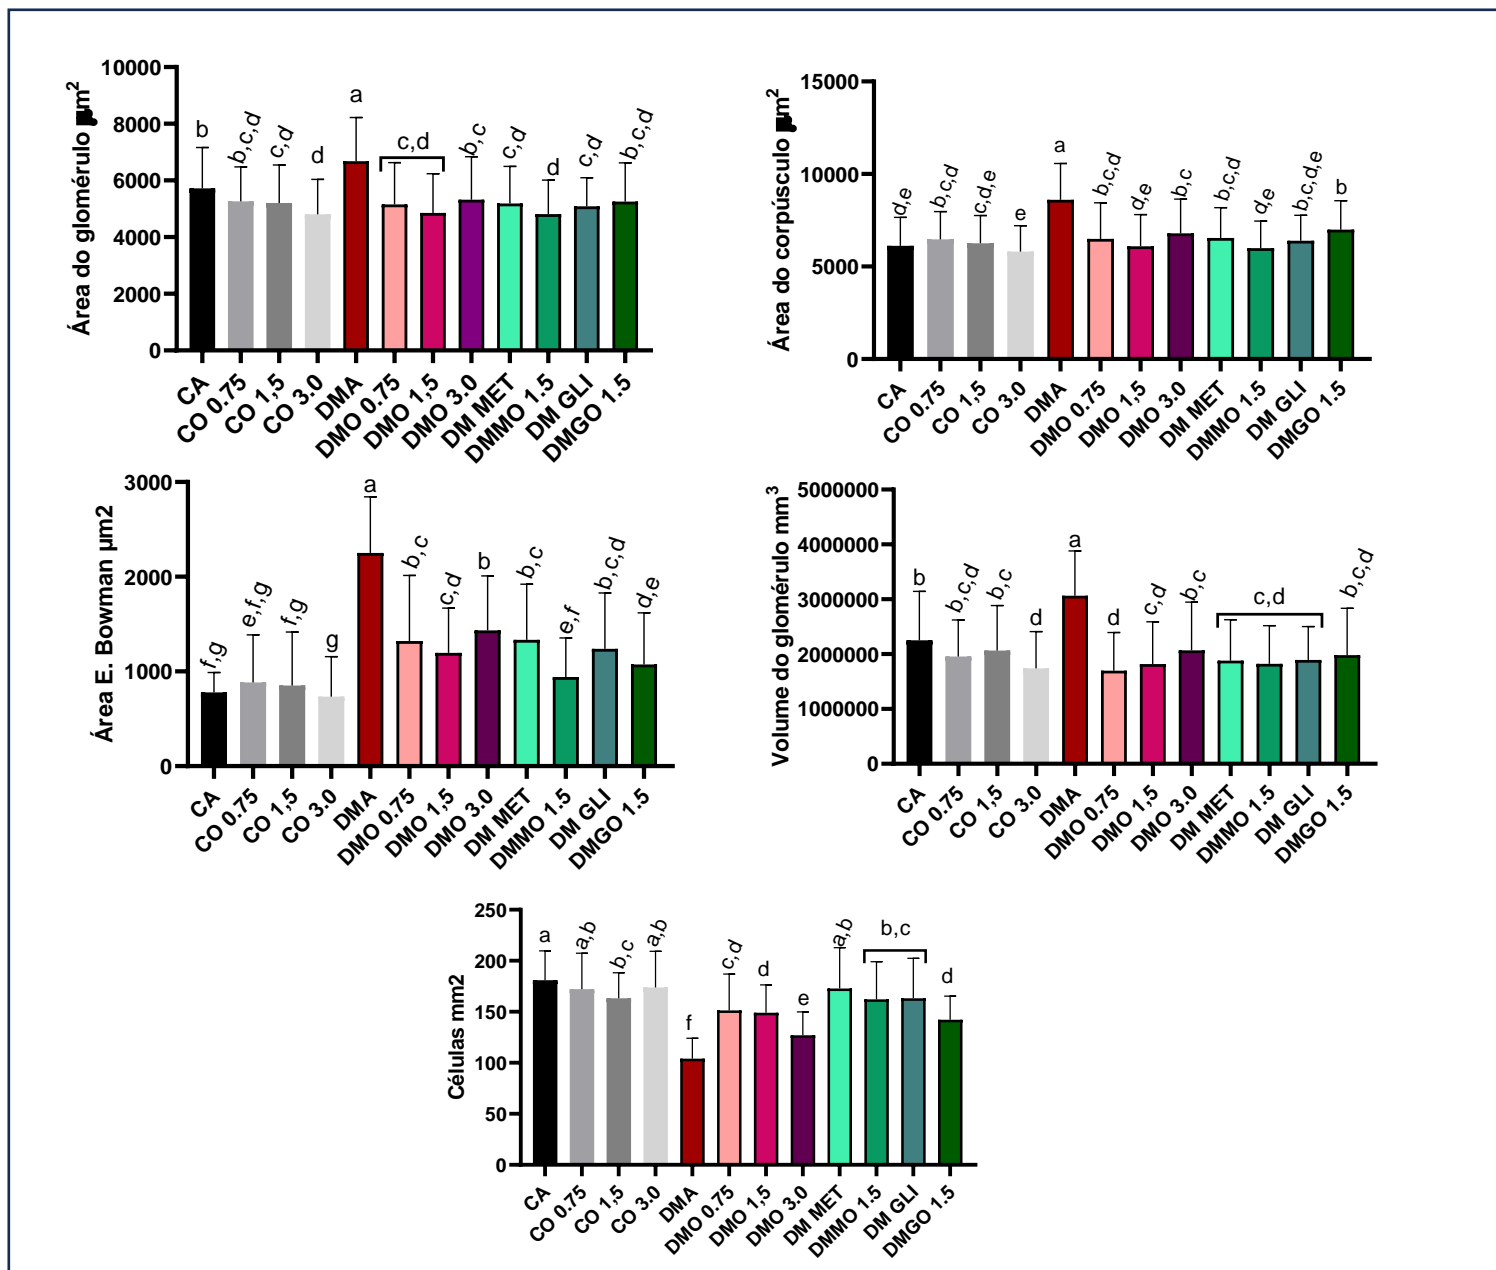 Área do glomérulo µm²
10000
8000
6000
4000
2000
0
b
b,c,d
c,d
d
a
c,d
b,c
c,d
d
c,d
b,c,d
CA
CO 0.75
CO 1,5
CO 3.0
DMA
DMO 0.75
DMO 1,5
DMO 3.0
DM MET
DMMO 1.5
DM GLI
DMGO 1.5
Área do corpúsculo µm²
15000
10000
5000
0
d,e
b,c,d
c,d,e
e
a
b,c,d
d,e
b,c
b,c,d
d,e
b,c,d,e
b
CA
CO 0.75
CO 1,5
CO 3.0
DMA
DMO 0.75
DMO 1,5
DMO 3.0
DM MET
DMMO 1.5
DM GLI
DMGO 1.5
Área E. Bowman µm2
3000
2000
1000
0
f,g
e,f,g
f,g
g
a
b,c
c,d
b
b,c
e,f
b,c,d
d,e
CA
CO 0.75
CO 1,5
CO 3.0
DMA
DMO 0.75
DMO 1,5
DMO 3.0
DM MET
DMMO 1.5
DM GLI
DMGO 1.5
Volume do glomérulo mm³
5000000
4000000
3000000
2000000
1000000
0
b
b,c,d
b,c
d
a
d
c,d
b,c
c,d
b,c,d
CA
CO 0.75
CO 1,5
CO 3.0
DMA
DMO 0.75
DMO 1,5
DMO 3.0
DM MET
DMMO 1.5
DM GLI
DMGO 1.5
Células mm2
250
200
150
100
50
0
a
a,b
b,c
a,b
f
c,d
d
e
a,b
b,c
d
CA
CO 0.75
CO 1,5
CO 3.0
DMA
DMO 0.75
DMO 1,5
DMO 3.0
DM MET
DMMO 1.5
DM GLI
DMGO 1.5